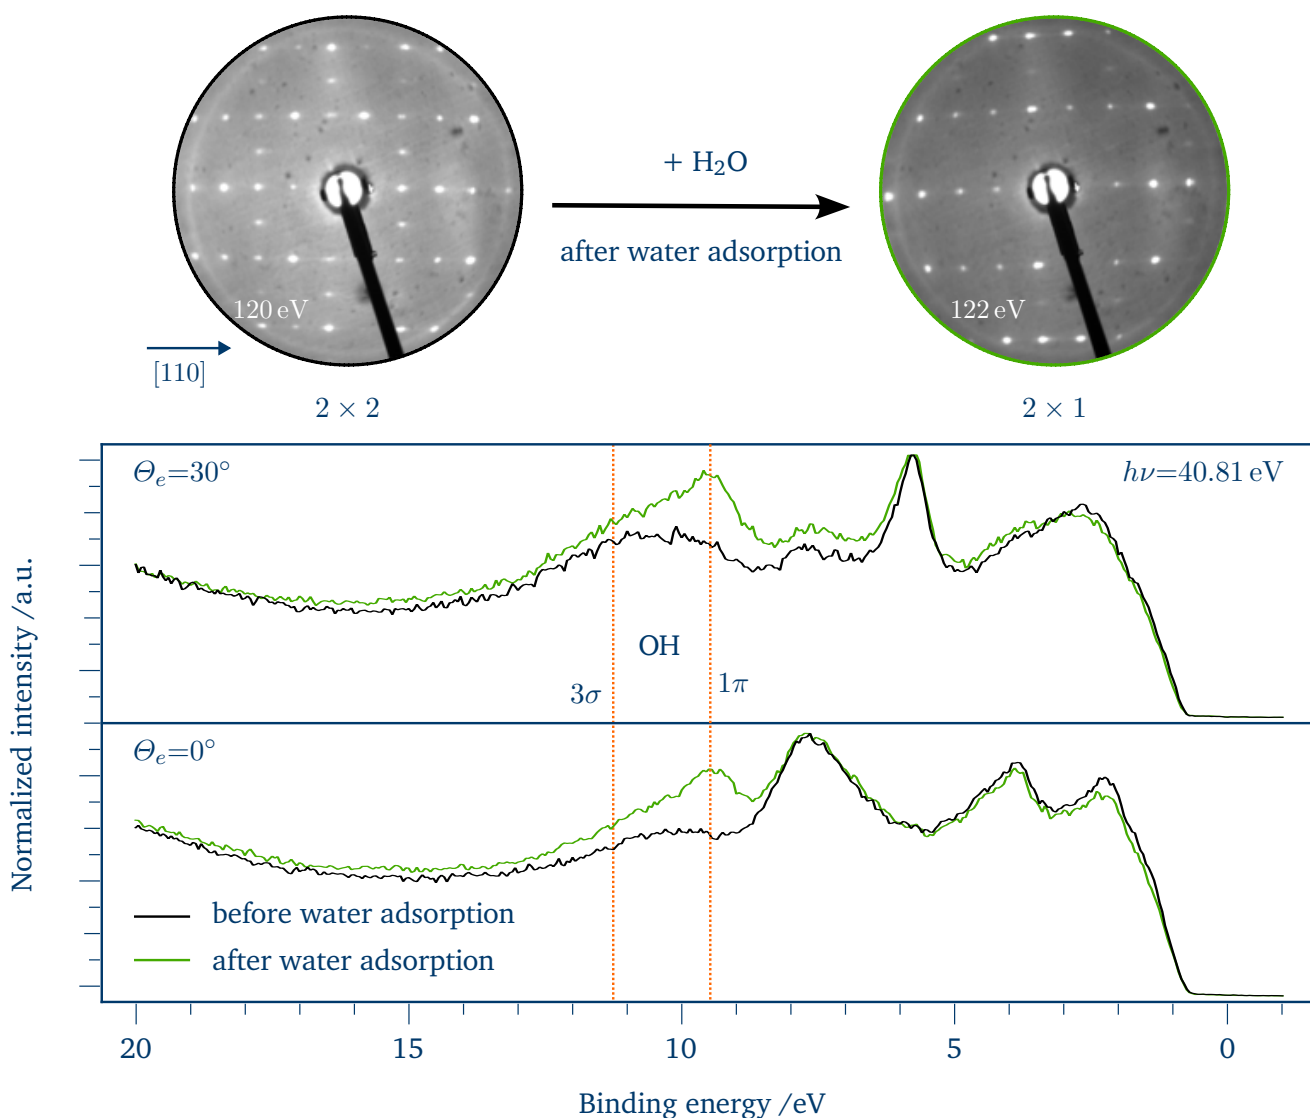 + H₂O
after water adsorption
120 eV
122 eV
[110]
2 × 2
2 × 1
Θₑ=30°
hν=40.81 eV
OH
3σ
1π
Θₑ=0°
before water adsorption
after water adsorption
Normalized intensity /a.u.
20 15 10 5 0
Binding energy /eV